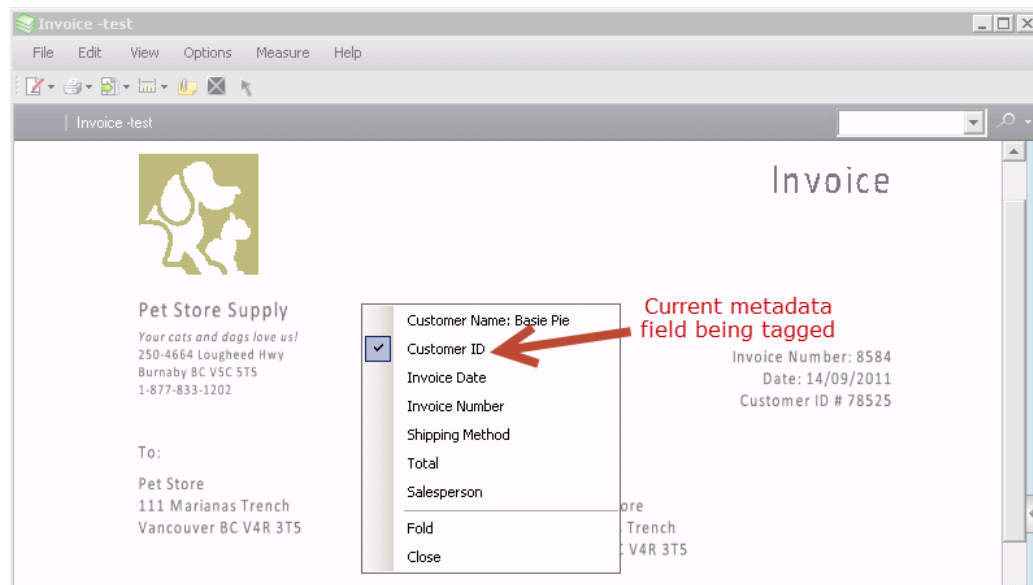 Invoice -test
File Edit View Options Measure Help
Invoice -test
Invoice
Pet Store Supply
Your cats and dogs love us!
250-4664 Lougheed Hwy
Burnaby BC V5C 5T5
1-877-833-1202
Customer Name: Basie Pie
Customer ID
Invoice Date
Invoice Number
Shipping Method
Total
Salesperson
Fold
Close
Current metadata
field being tagged
Invoice Number: 8584
Date: 14/09/2011
Customer ID # 78525
To:
Pet Store
111 Marianas Trench
Vancouver BC V4R 3T5
ore
Trench
V4R 3T5